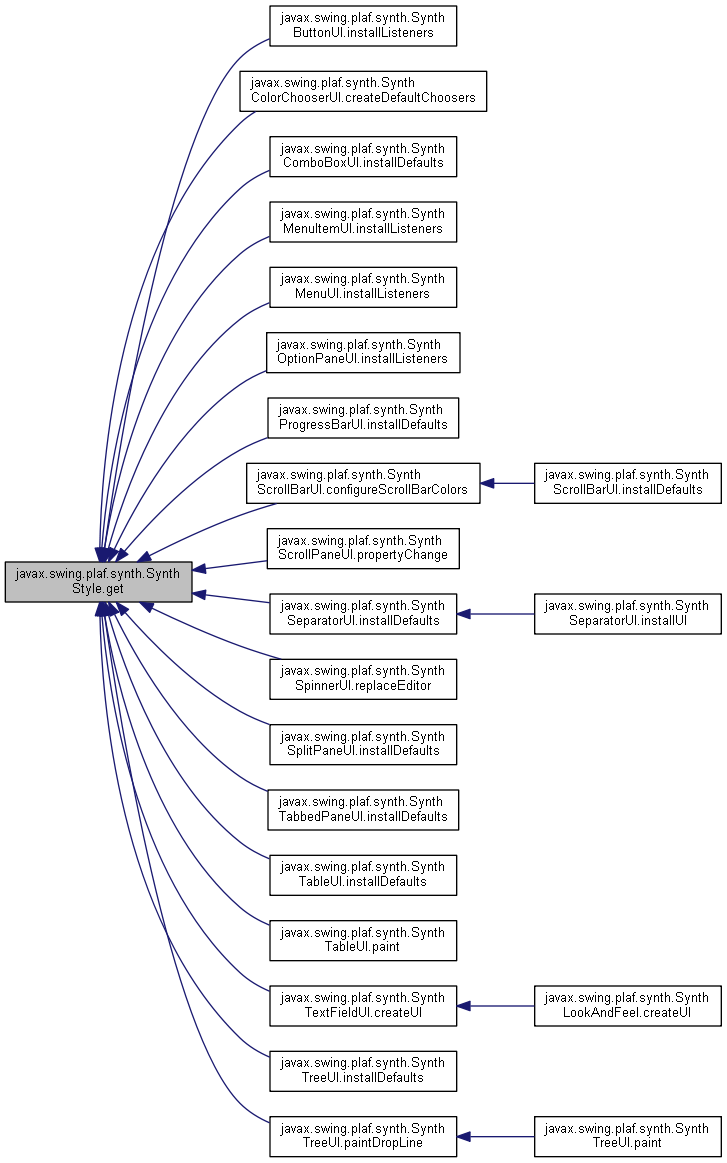 javax.swing.plaf.synth.Synth
ButtonUI.installListeners
javax.swing.plaf.synth.Synth
ColorChooserUI.createDefaultChoosers
javax.swing.plaf.synth.Synth
ComboBoxUI.installDefaults
javax.swing.plaf.synth.Synth
MenuItemUI.installListeners
javax.swing.plaf.synth.Synth
MenuUI.installListeners
javax.swing.plaf.synth.Synth
OptionPaneUI.installListeners
javax.swing.plaf.synth.Synth
ProgressBarUI.installDefaults
javax.swing.plaf.synth.Synth
ScrollBarUI.configureScrollBarColors
javax.swing.plaf.synth.Synth
ScrollBarUI.installDefaults
javax.swing.plaf.synth.Synth
ScrollPaneUI.propertyChange
javax.swing.plaf.synth.Synth
Style.get
javax.swing.plaf.synth.Synth
SeparatorUI.installDefaults
javax.swing.plaf.synth.Synth
SeparatorUI.installUI
javax.swing.plaf.synth.Synth
SpinnerUI.replaceEditor
javax.swing.plaf.synth.Synth
SplitPaneUI.installDefaults
javax.swing.plaf.synth.Synth
TabbedPaneUI.installDefaults
javax.swing.plaf.synth.Synth
TableUI.installDefaults
javax.swing.plaf.synth.Synth
TableUI.paint
javax.swing.plaf.synth.Synth
TextFieldUI.createUI
javax.swing.plaf.synth.Synth
LookAndFeel.createUI
javax.swing.plaf.synth.Synth
TreeUI.installDefaults
javax.swing.plaf.synth.Synth
TreeUI.paintDropLine
javax.swing.plaf.synth.Synth
TreeUI.paint